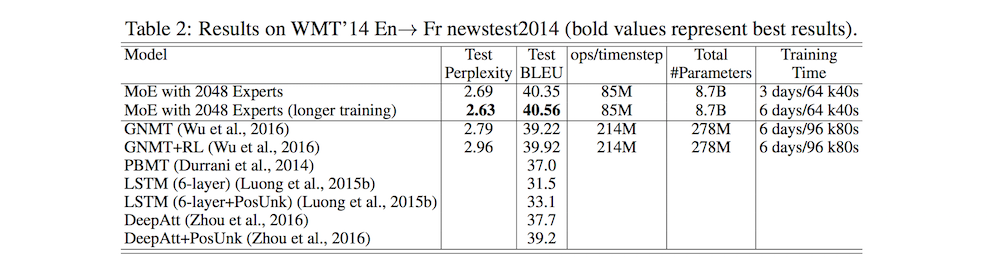 Table 2: Results on WMT'14 En→ Fr newstest2014 (bold values represent best results).
Model Test Test ops/timestep Total Training
Perplexity BLEU #Parameters Time
MoE with 2048 Experts 2.69 40.35 85M 8.7B 3 days/64 k40s
MoE with 2048 Experts (longer training) 2.63 40.56 85M 8.7B 6 days/64 k40s
GNMT (Wu et al., 2016) 2.79 39.22 214M 278M 6 days/96 k80s
GNMT+RL (Wu et al., 2016) 2.96 39.92 214M 278M 6 days/96 k80s
PBMT (Durrani et al., 2014) 37.0
LSTM (6-layer) (Luong et al., 2015b) 31.5
LSTM (6-layer+PosUnk) (Luong et al., 2015b) 33.1
DeepAtt (Zhou et al., 2016) 37.7
DeepAtt+PosUnk (Zhou et al., 2016) 39.2